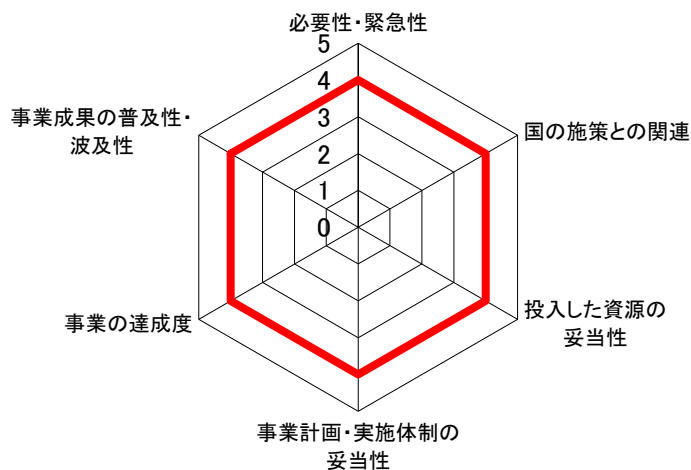 必要性・緊急性
5
4
3
2
1
0
国の施策との関連
投入した資源の
妥当性
事業計画・実施体制の
妥当性
事業の達成度
事業成果の普及性・
波及性